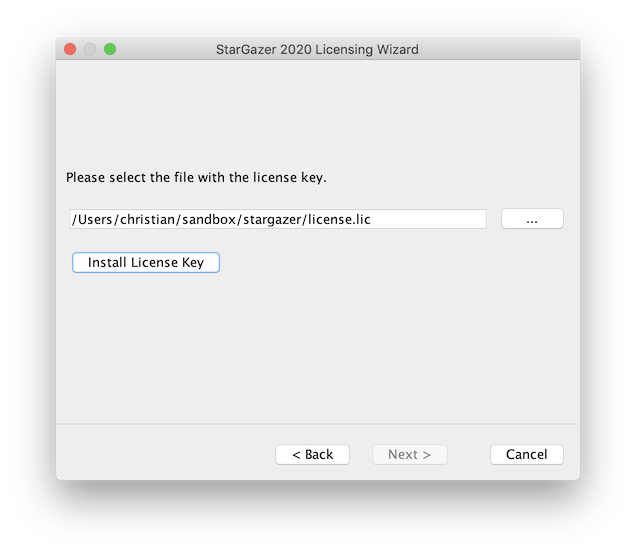 StarGazer 2020 Licensing Wizard
Please select the file with the license key.
/Users/christian/sandbox/stargazer/license.lic ...
Install License Key
< Back Next > Cancel